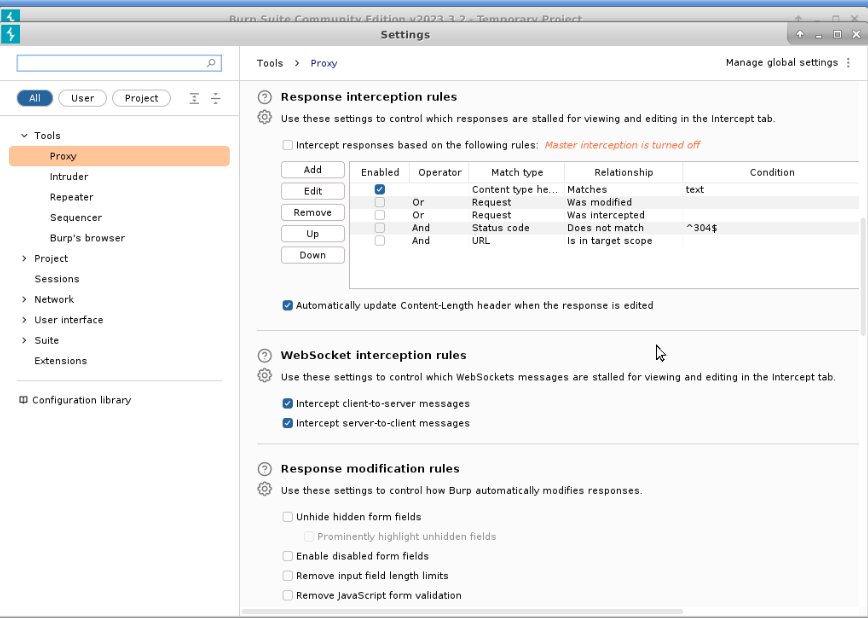 Burp Suite Community Edition v2023.3.2 - Temporary Project
Settings
Tools > Proxy
Manage global settings
All User Project
Tools
Proxy
Intruder
Repeater
Sequencer
Burp's browser
Project
Sessions
Network
User interface
Suite
Extensions
Configuration library
Response interception rules
Use these settings to control which responses are stalled for viewing and editing in the Intercept tab.
Intercept responses based on the following rules: Master interception is turned off
Add
Edit
Remove
Up
Down
Enabled Operator Match type Relationship Condition
Content type he... Matches text
Or Request Was modified
Or Request Was intercepted
And Status code Does not match ^304$
And URL Is in target scope
Automatically update Content-Length header when the response is edited
WebSocket interception rules
Use these settings to control which WebSockets messages are stalled for viewing and editing in the Intercept tab.
Intercept client-to-server messages
Intercept server-to-client messages
Response modification rules
Use these settings to control how Burp automatically modifies responses.
Unhide hidden form fields
Prominently highlight unhidden fields
Enable disabled form fields
Remove input field length limits
Remove JavaScript form validation